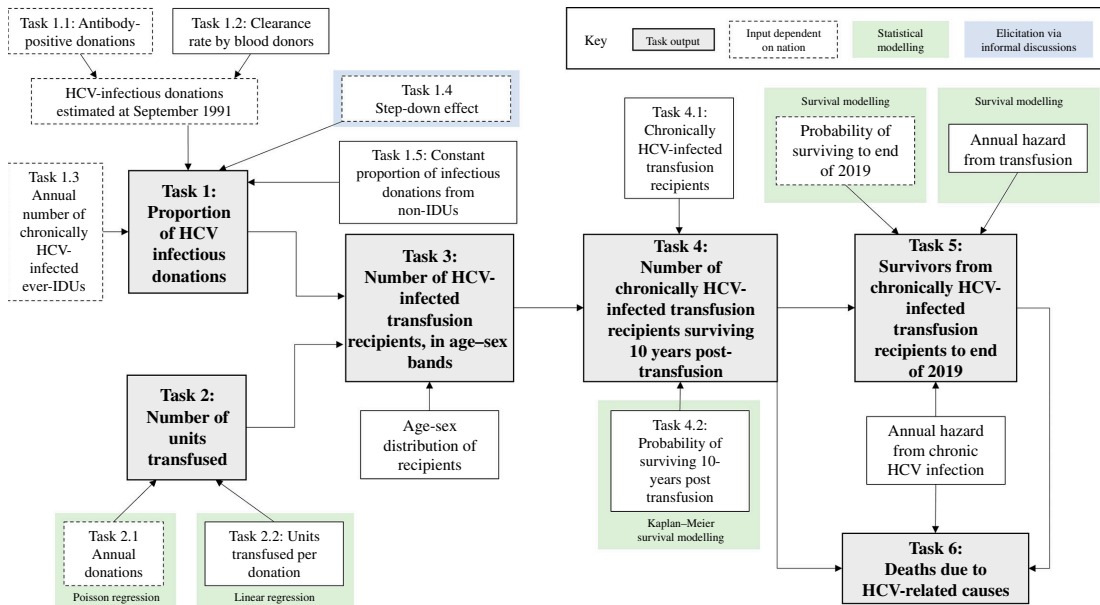 Task 1.1: Antibody-
positive donations
Task 1.2: Clearance
rate by blood donors
HCV-infectious donations
estimated at September 1991
Task 1.4
Step-down effect
Task 1.3
Annual
number of
chronically
HCV-
infected
ever-IDUs
Task 1:
Proportion
of HCV
infectious
donations
Task 1.5: Constant
proportion of infectious
donations from
non-IDUs
Key
Task output
Input dependent
on nation
Statistical
modelling
Elicitation via
informal discussions
Task 2:
Number of
units
transfused
Task 2.1
Annual
donations
Poisson regression
Task 2.2: Units
transfused per
donation
Linear regression
Task 3:
Number of HCV-
infected
transfusion
recipients, in age–sex
bands
Age-sex
distribution of
recipients
Task 4.1:
Chronically
HCV-infected
transfusion
recipients
Task 4:
Number of
chronically HCV-
infected transfusion
recipients surviving
10 years post-
transfusion
Task 4.2:
Probability of
surviving 10-
years post
transfusion
Kaplan–Meier
survival modelling
Survival modelling
Probability of
surviving to end
of 2019
Survival modelling
Annual hazard
from transfusion
Task 5:
Survivors from
chronically HCV-
infected
transfusion
recipients to end
of 2019
Annual hazard
from chronic
HCV infection
Task 6:
Deaths due to
HCV-related causes